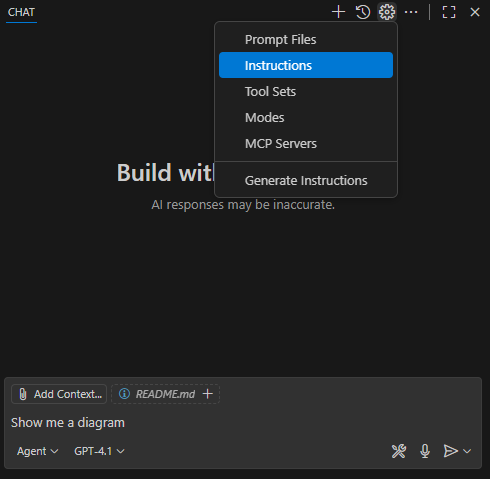 CHAT
Prompt Files
Instructions
Tool Sets
Modes
MCP Servers
Generate Instructions
Build with
AI responses may be inaccurate.
Add Context...
README.md
Show me a diagram
Agent
GPT-4.1